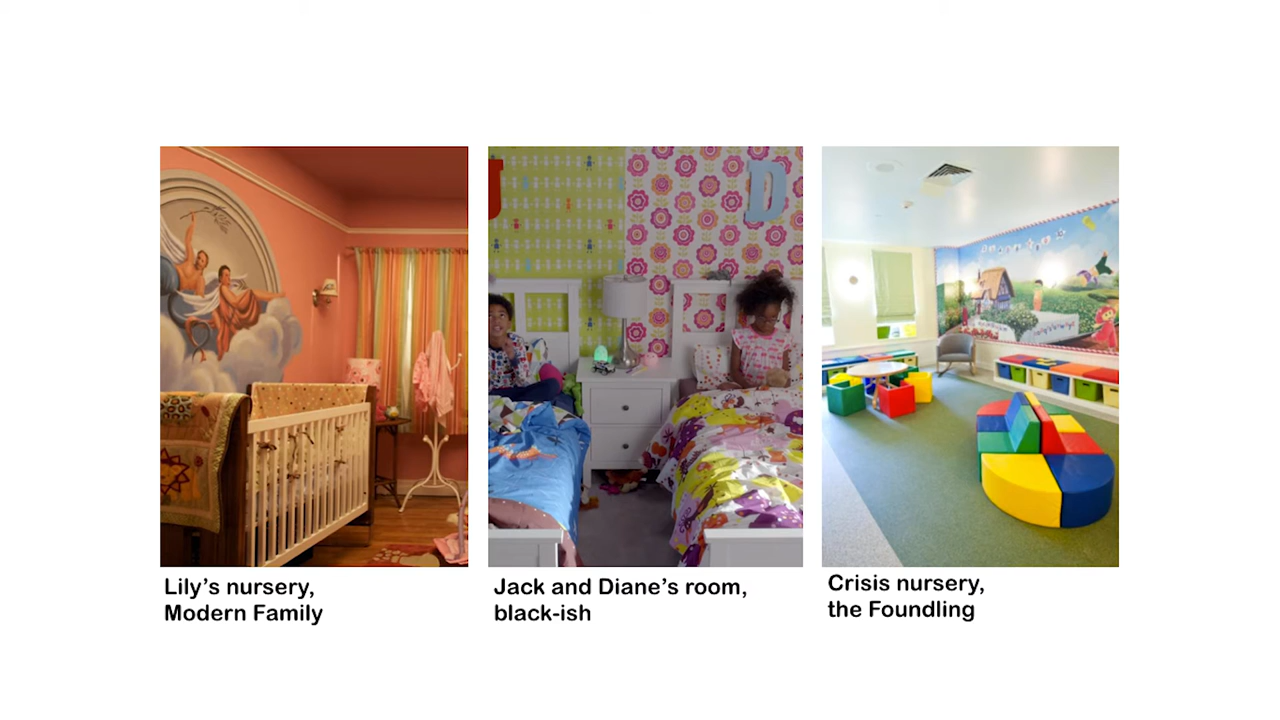 D
Lily's nursery,
Modern Family
Jack and Diane's room,
black-ish
Crisis nursery,
the Foundling